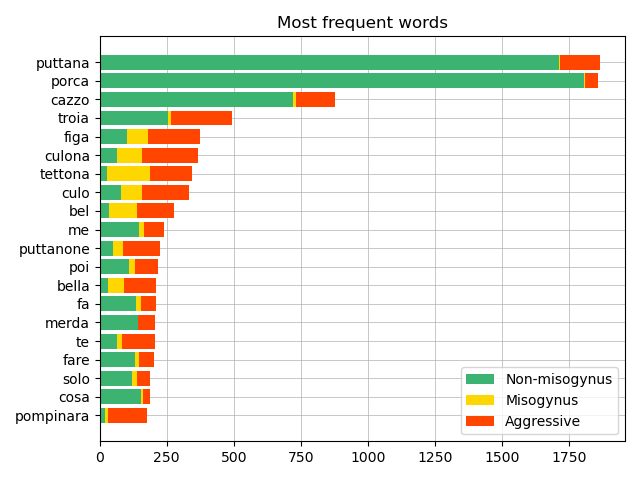 Most frequent words
puttana
porca
cazzo
troia
figa
culona
tettona
culo
bel
me
puttanone
poi
bella
fa
merda
te
fare
solo
cosa
pompinara
Non-misogynus
Misogynus
Aggressive
0 250 500 750 1000 1250 1500 1750